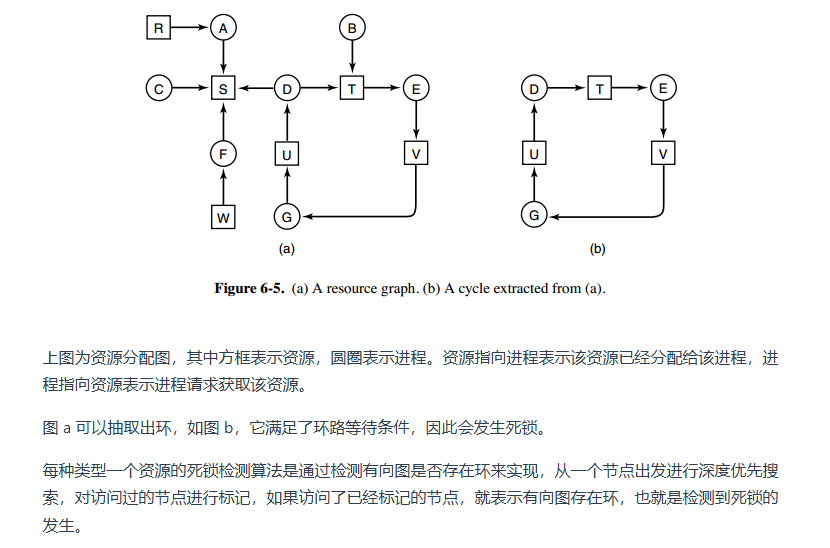 R A B
C S D T E D T E
F U V U V
W G G
(a) (b)
Figure 6-5. (a) A resource graph. (b) A cycle extracted from (a).
上图为资源分配图，其中方框表示资源，圆圈表示进程。资源指向进程表示该资源已经分配给该进程，进
程指向资源表示进程请求获取该资源。
图 a 可以抽取出环，如图 b，它满足了环路等待条件，因此会发生死锁。
每种类型一个资源的死锁检测算法是通过检测有向图是否存在环来实现，从一个节点出发进行深度优先搜
索，对访问过的节点进行标记，如果访问了已经标记的节点，就表示有向图存在环，也就是检测到死锁的
发生。